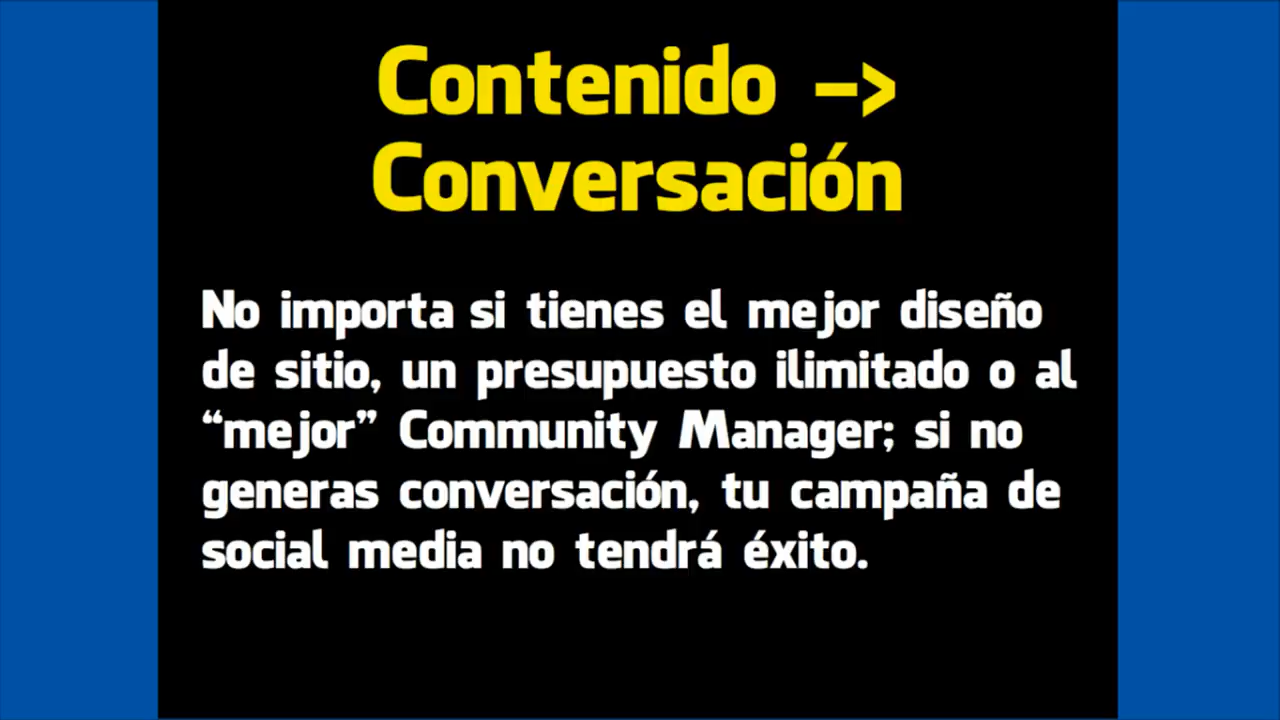 Contenido –>
Conversación
No importa si tienes el mejor diseño
de sitio, un presupuesto ilimitado o al
“mejor” Community Manager; si no
generas conversación, tu campaña de
social media no tendrá éxito.